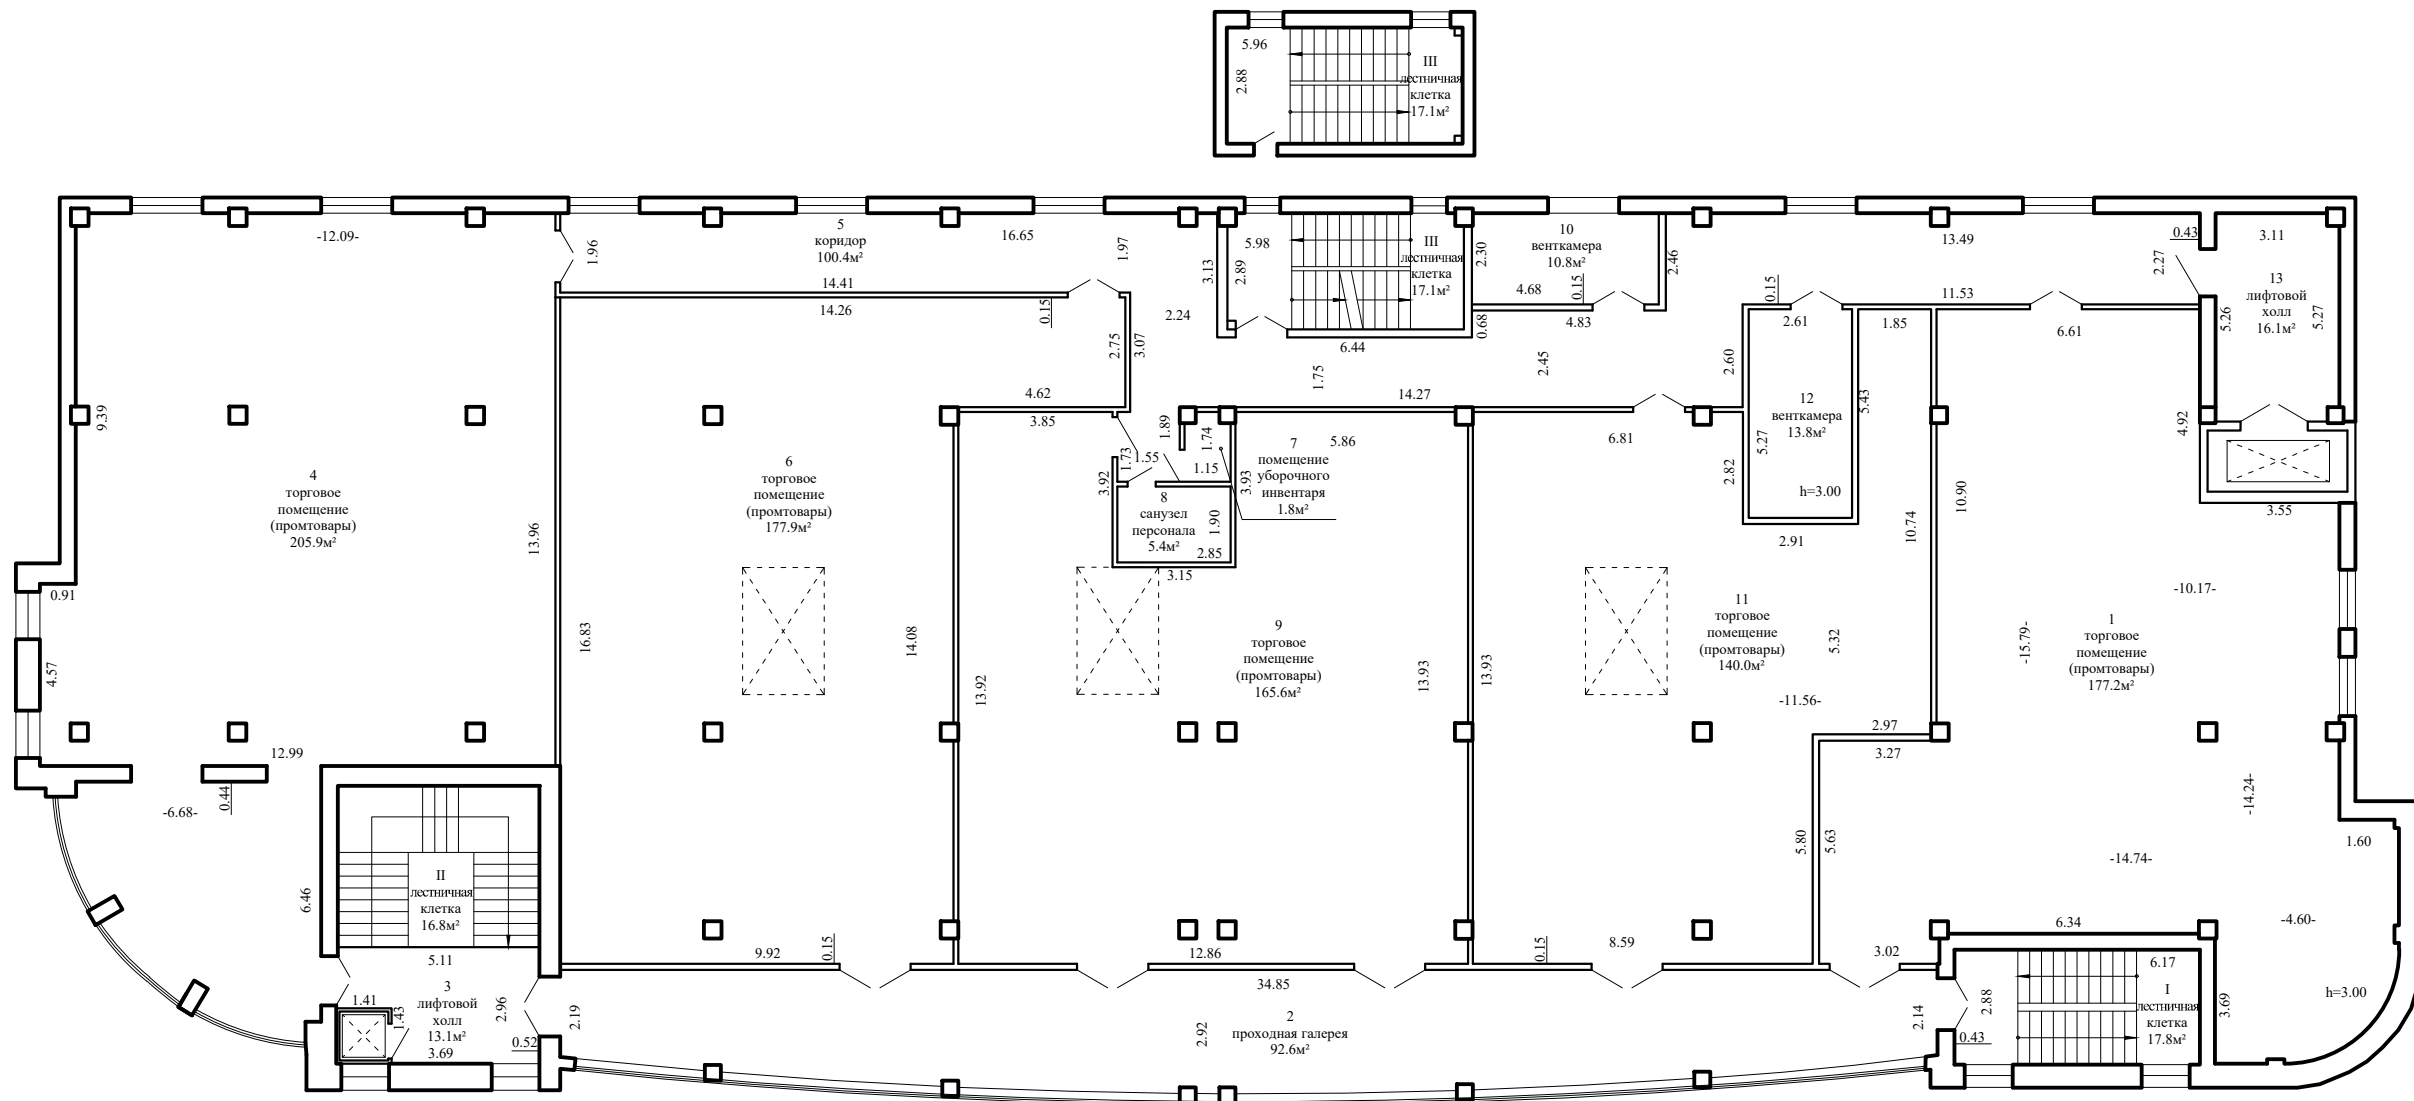 5.96
2.88
III
лестничная
клетка
17.1м²
-12.09-
1.96
5
коридор
100.4м²
16.65
1.97
14.41
14.26
0.15
2.24
3.13
5.98
2.89
III
лестничная
клетка
17.1м²
2.30
0.68
6.44
10
венткамера
10.8м²
4.68
0.15
4.83
2.46
13.49
0.43
2.27
3.11
13
лифтовой
холл
16.1м²
5.26
5.27
0.15
2.61
1.85
11.53
6.61
2.75
3.07
4.62
3.85
1.75
14.27
2.45
2.60
9.39
4
торговое
помещение
(промтовары)
205.9м²
13.96
6
торговое
помещение
(промтовары)
177.9м²
1.89
1.74
1.73
1.55
1.15
3.92
3.93
7
помещение
уборочного
инвентаря
1.8м²
5.86
8
санузел
персонала
5.4м²
1.90
2.85
3.15
6.81
2.82
5.27
12
венткамера
13.8м²
5.43
h=3.00
2.91
10.74
10.90
4.92
3.55
0.91
4.57
16.83
14.08
13.92
9
торговое
помещение
(промтовары)
165.6м²
13.93
13.93
11
торговое
помещение
(промтовары)
140.0м²
5.32
-11.56-
-10.17-
-15.79-
1
торговое
помещение
(промтовары)
177.2м²
12.99
-6.68-
0.44
2.97
3.27
5.80
5.63
-14.24-
-14.74-
1.60
6.46
II
лестничная
клетка
16.8м²
5.11
9.92
0.15
12.86
0.15
8.59
3.02
6.34
-4.60-
1.41
1.43
3
лифтовой
холл
13.1м²
3.69
2.96
0.52
2.19
34.85
2.92
2
проходная галерея
92.6м²
2.14
2.88
0.43
6.17
I
лестничная
клетка
17.8м²
3.69
h=3.00